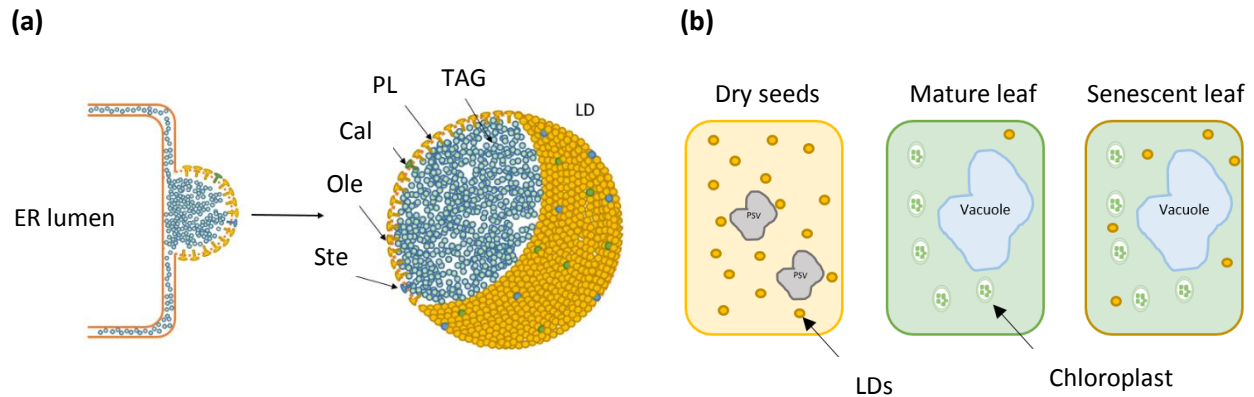 (a)
PL
TAG
LD
Cal
Ole
Ste
ER lumen
(b)
Dry seeds
Mature leaf
Senescent leaf
PSV
PSV
Vacuole
Vacuole
LDs
Chloroplast